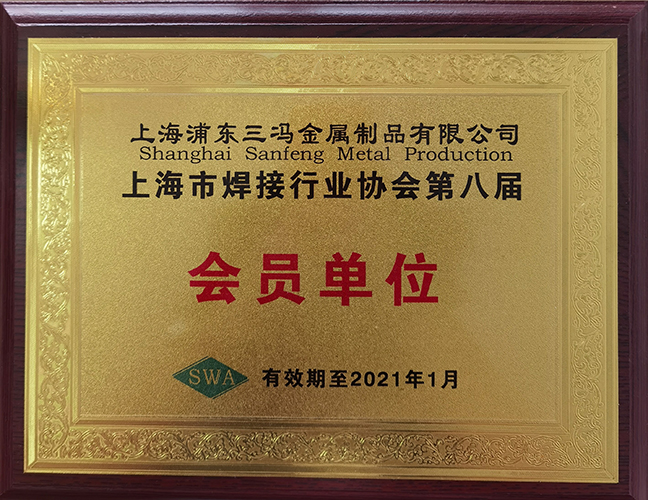 上海浦东三冯金属制品有限公司
Shanghai Sanfeng Metal Production
上海市焊接行业协会第八届
会员单位
SWA 有效期至2021年1月